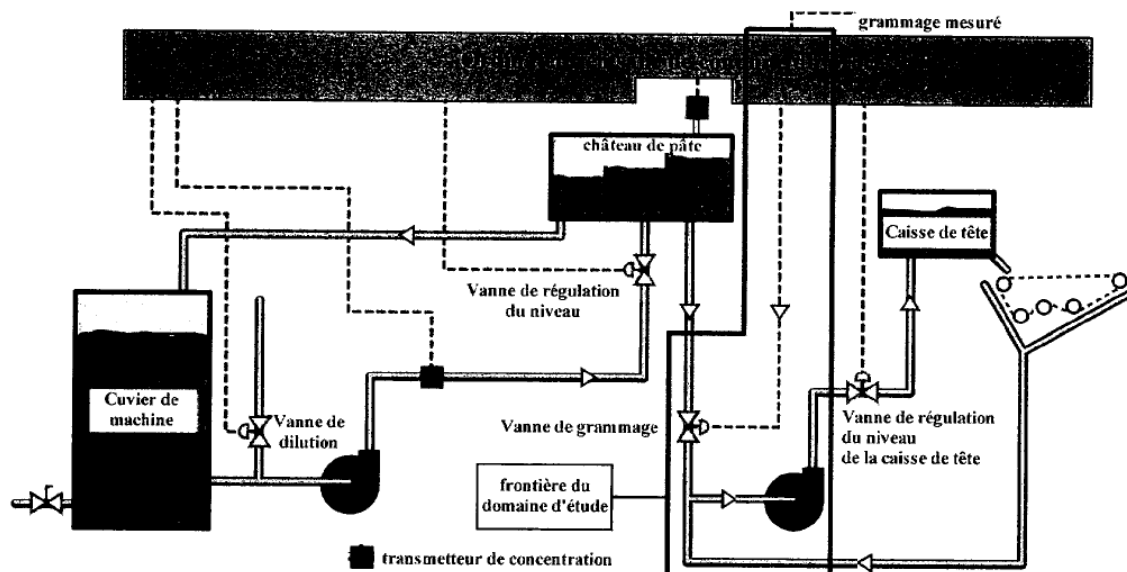 grammage mesuré
château de pâte
Caisse de tête
Vanne de régulation
du niveau
Cuvier de
machine
Vanne de
dilution
Vanne de grammage
Vanne de régulation
du niveau
de la caisse de tête
frontière du
domaine d'étude
transmetteur de concentration